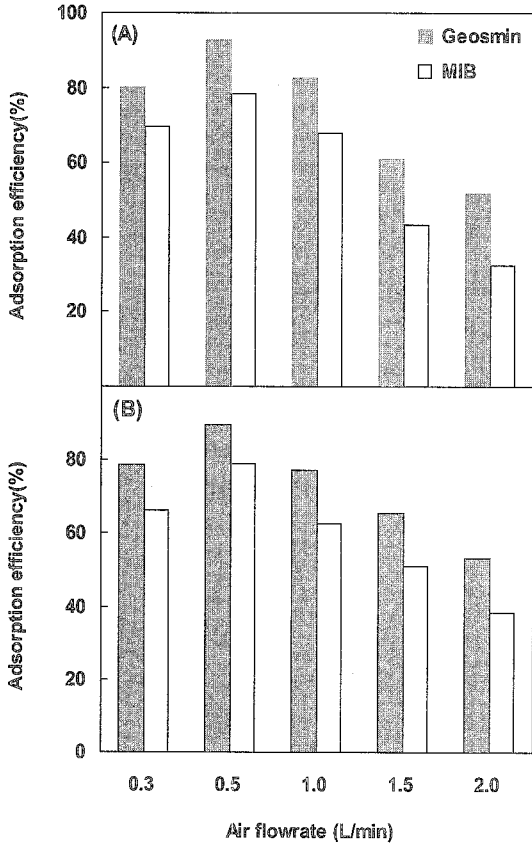 100
(A)
Geosmin
MIB
80
60
40
20
Adsorption efficiency(%)
(B)
80
60
40
20
0
Adsorption efficiency(%)
0.3 0.5 1.0 1.5 2.0
Air flowrate (L/min)